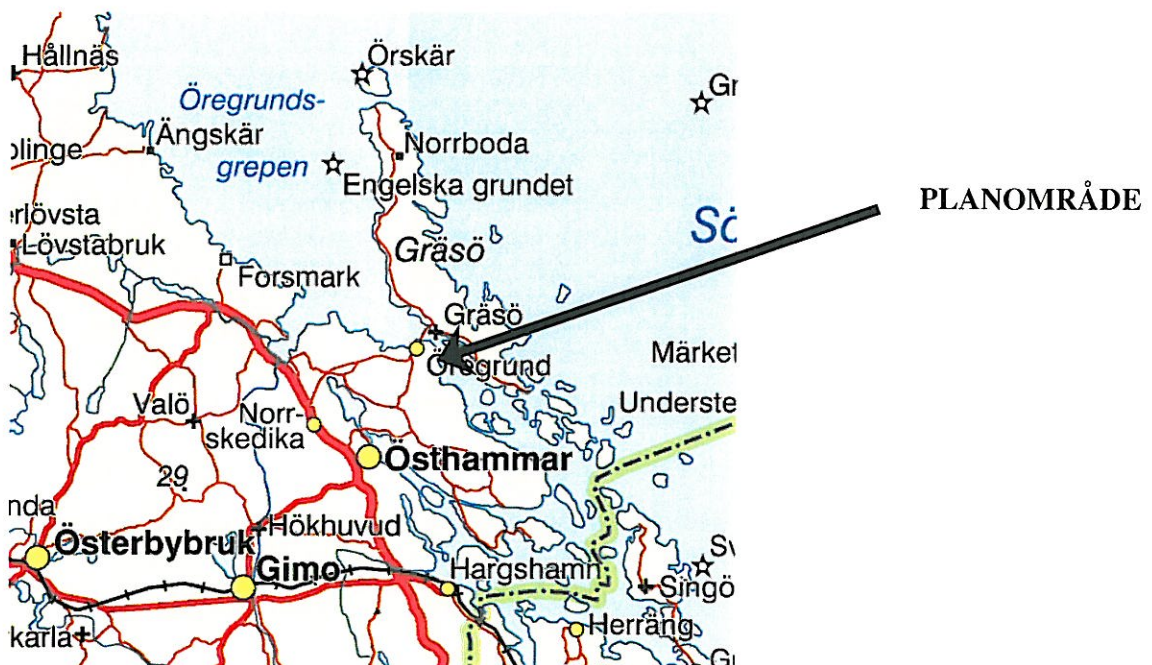 Hållnäs
Örskär
Öregrunds-
grepen
Ängskär
Norrboda
Engelska grundet
PLANOMRÅDE
Lövstabruk
Gräsö
Forsmark
Gräsö
Öregrund
Märket
Valö
Norr-
skedika
Östhammar
29
Hökhuvud
Österbybruk
Gimo
Hargshamn
Singö
Herräng